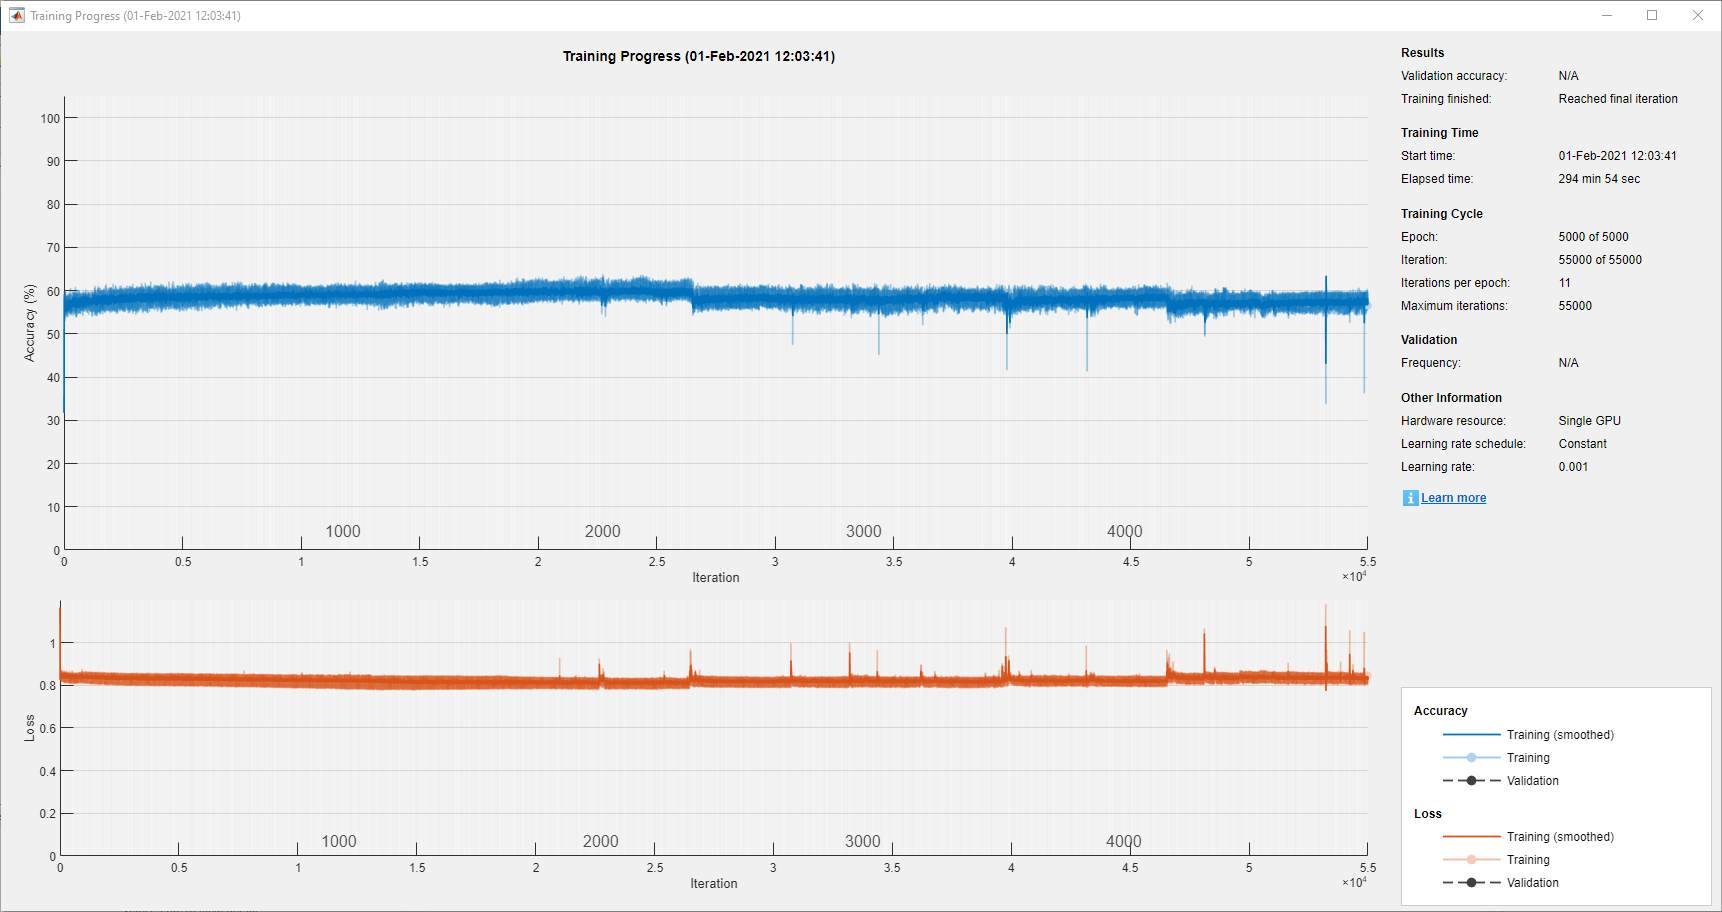 Training Progress (01-Feb-2021 12:03:41)
Training Progress (01-Feb-2021 12:03:41)
Accuracy (%)
100
90
80
70
60
50
40
30
20
10
0
1000 2000 3000 4000
0 0.5 1 1.5 2 2.5 3 3.5 4 4.5 5 5.5
Iteration
×10⁴
Loss
1
0.8
0.6
0.4
0.2
0
1000 2000 3000 4000
0 0.5 1 1.5 2 2.5 3 3.5 4 4.5 5 5.5
Iteration
×10⁴
Results
Validation accuracy: N/A
Training finished: Reached final iteration
Training Time
Start time: 01-Feb-2021 12:03:41
Elapsed time: 294 min 54 sec
Training Cycle
Epoch: 5000 of 5000
Iteration: 55000 of 55000
Iterations per epoch: 11
Maximum iterations: 55000
Validation
Frequency: N/A
Other Information
Hardware resource: Single GPU
Learning rate schedule: Constant
Learning rate: 0.001
Learn more
Accuracy
Training (smoothed)
Training
Validation
Loss
Training (smoothed)
Training
Validation